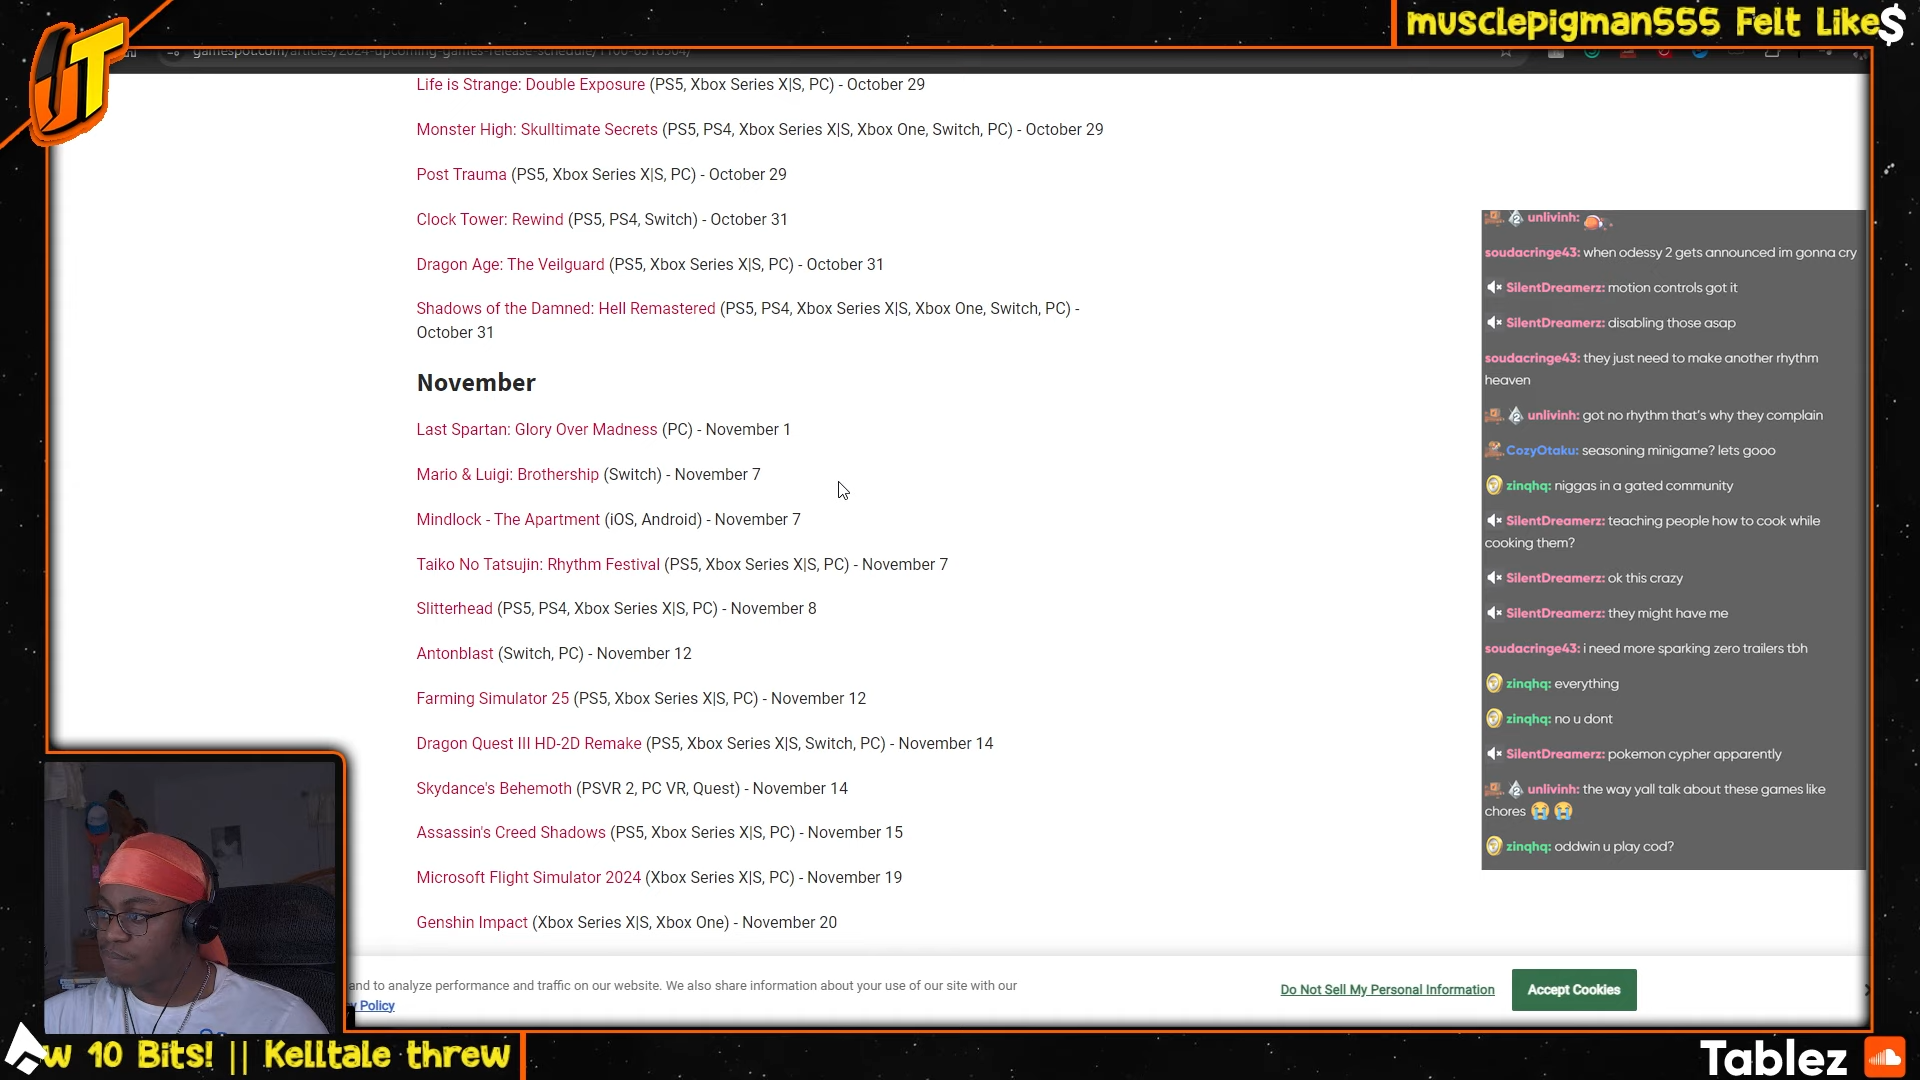 musclepigman555 Felt Like$
JT
gamespot.com/articles/2024-upcoming-games-release-schedule/1100-6518504/
Life is Strange: Double Exposure (PS5, Xbox Series X|S, PC) - October 29
Monster High: Skulltimate Secrets (PS5, PS4, Xbox Series X|S, Xbox One, Switch, PC) - October 29
Post Trauma (PS5, Xbox Series X|S, PC) - October 29
Clock Tower: Rewind (PS5, PS4, Switch) - October 31
Dragon Age: The Veilguard (PS5, Xbox Series X|S, PC) - October 31
Shadows of the Damned: Hell Remastered (PS5, PS4, Xbox Series X|S, Xbox One, Switch, PC) -
October 31
November
Last Spartan: Glory Over Madness (PC) - November 1
Mario & Luigi: Brothership (Switch) - November 7
Mindlock - The Apartment (iOS, Android) - November 7
Taiko No Tatsujin: Rhythm Festival (PS5, Xbox Series X|S, PC) - November 7
Slitterhead (PS5, PS4, Xbox Series X|S, PC) - November 8
Antonblast (Switch, PC) - November 12
Farming Simulator 25 (PS5, Xbox Series X|S, PC) - November 12
Dragon Quest III HD-2D Remake (PS5, Xbox Series X|S, Switch, PC) - November 14
Skydance's Behemoth (PSVR 2, PC VR, Quest) - November 14
Assassin's Creed Shadows (PS5, Xbox Series X|S, PC) - November 15
Microsoft Flight Simulator 2024 (Xbox Series X|S, PC) - November 19
Genshin Impact (Xbox Series X|S, Xbox One) - November 20
and to analyze performance and traffic on our website. We also share information about your use of our site with our
y Policy
Do Not Sell My Personal Information
Accept Cookies
unlivinh:
soudacringe43: when odessy 2 gets announced im gonna cry
SilentDreamerz: motion controls got it
SilentDreamerz: disabling those asap
soudacringe43: they just need to make another rhythm
heaven
unlivinh: got no rhythm that's why they complain
CozyOtaku: seasoning minigame? lets gooo
zinqhq: niggas in a gated community
SilentDreamerz: teaching people how to cook while
cooking them?
SilentDreamerz: ok this crazy
SilentDreamerz: they might have me
soudacringe43: i need more sparking zero trailers tbh
zinqhq: everything
zinqhq: no u dont
SilentDreamerz: pokemon cypher apparently
unlivinh: the way yall talk about these games like
chores 😭 😭
zinqhq: oddwin u play cod?
w 10 Bits! || Kelltale threw
Tablez